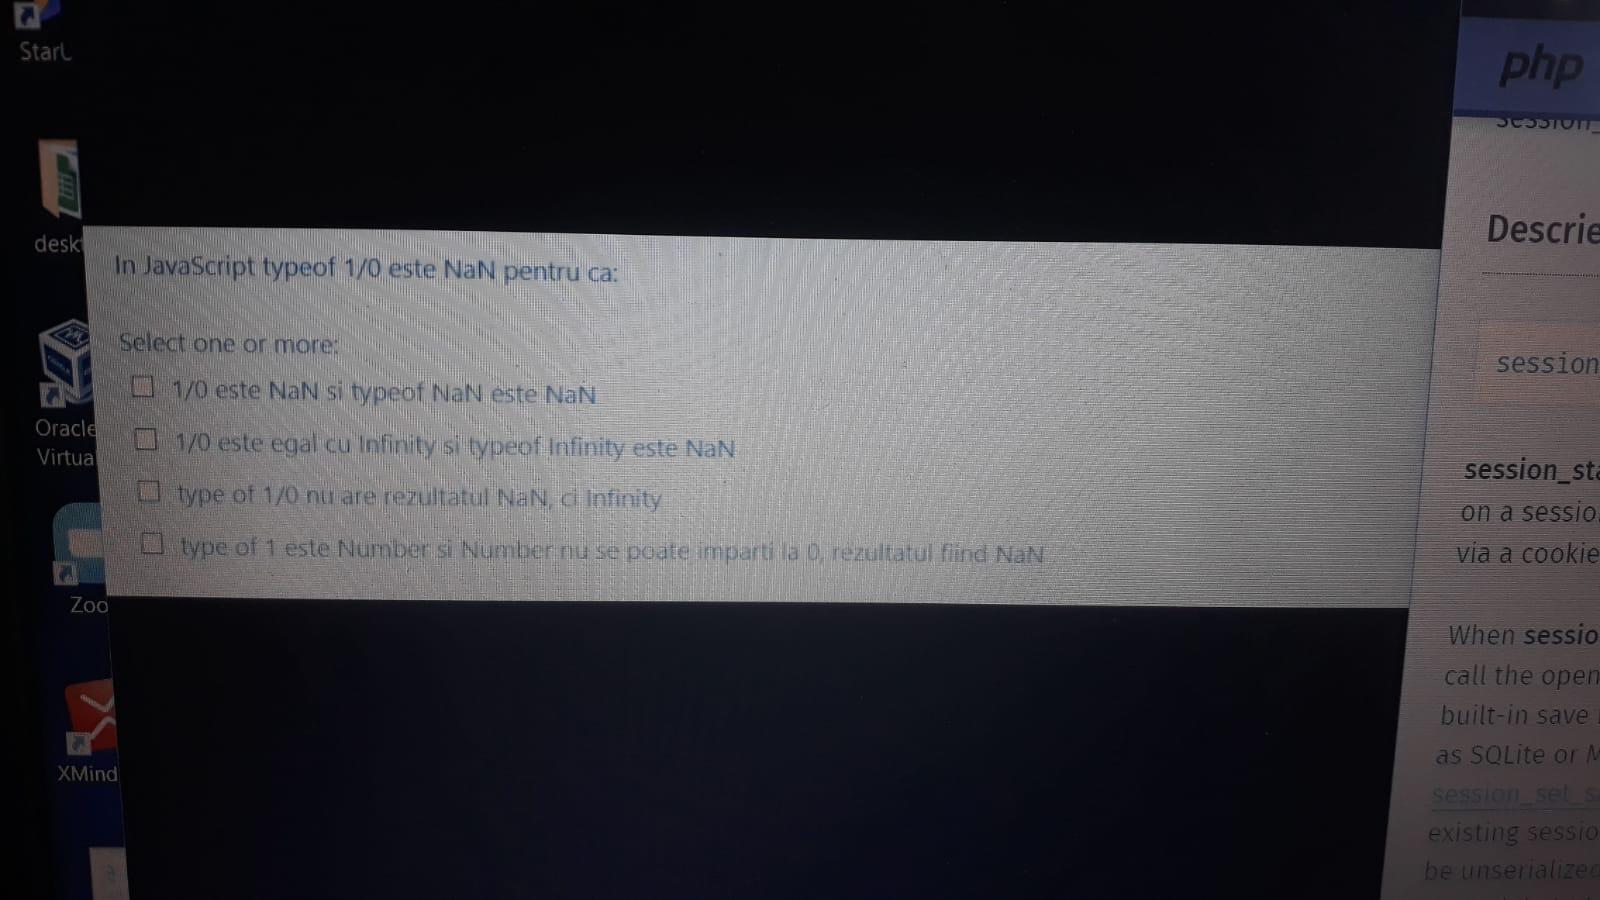 StarU
desk
Oracle
Virtua
Zoo
XMind
In JavaScript typeof 1/0 este NaN pentru ca:
Select one or more:
1/0 este NaN si typeof NaN este NaN
1/0 este egal cu Infinity si typeof Infinity este NaN
type of 1/0 nu are rezultatul NaN, ci Infinity
type of 1 este Number si Number nu se poate imparti la 0, rezultatul fiind NaN
php
session_
Descrie
session
session_sta
on a sessio
via a cookie
When sessio
call the open
built-in save
as SQLite or M
session_set_s
existing sessio
be unserialized